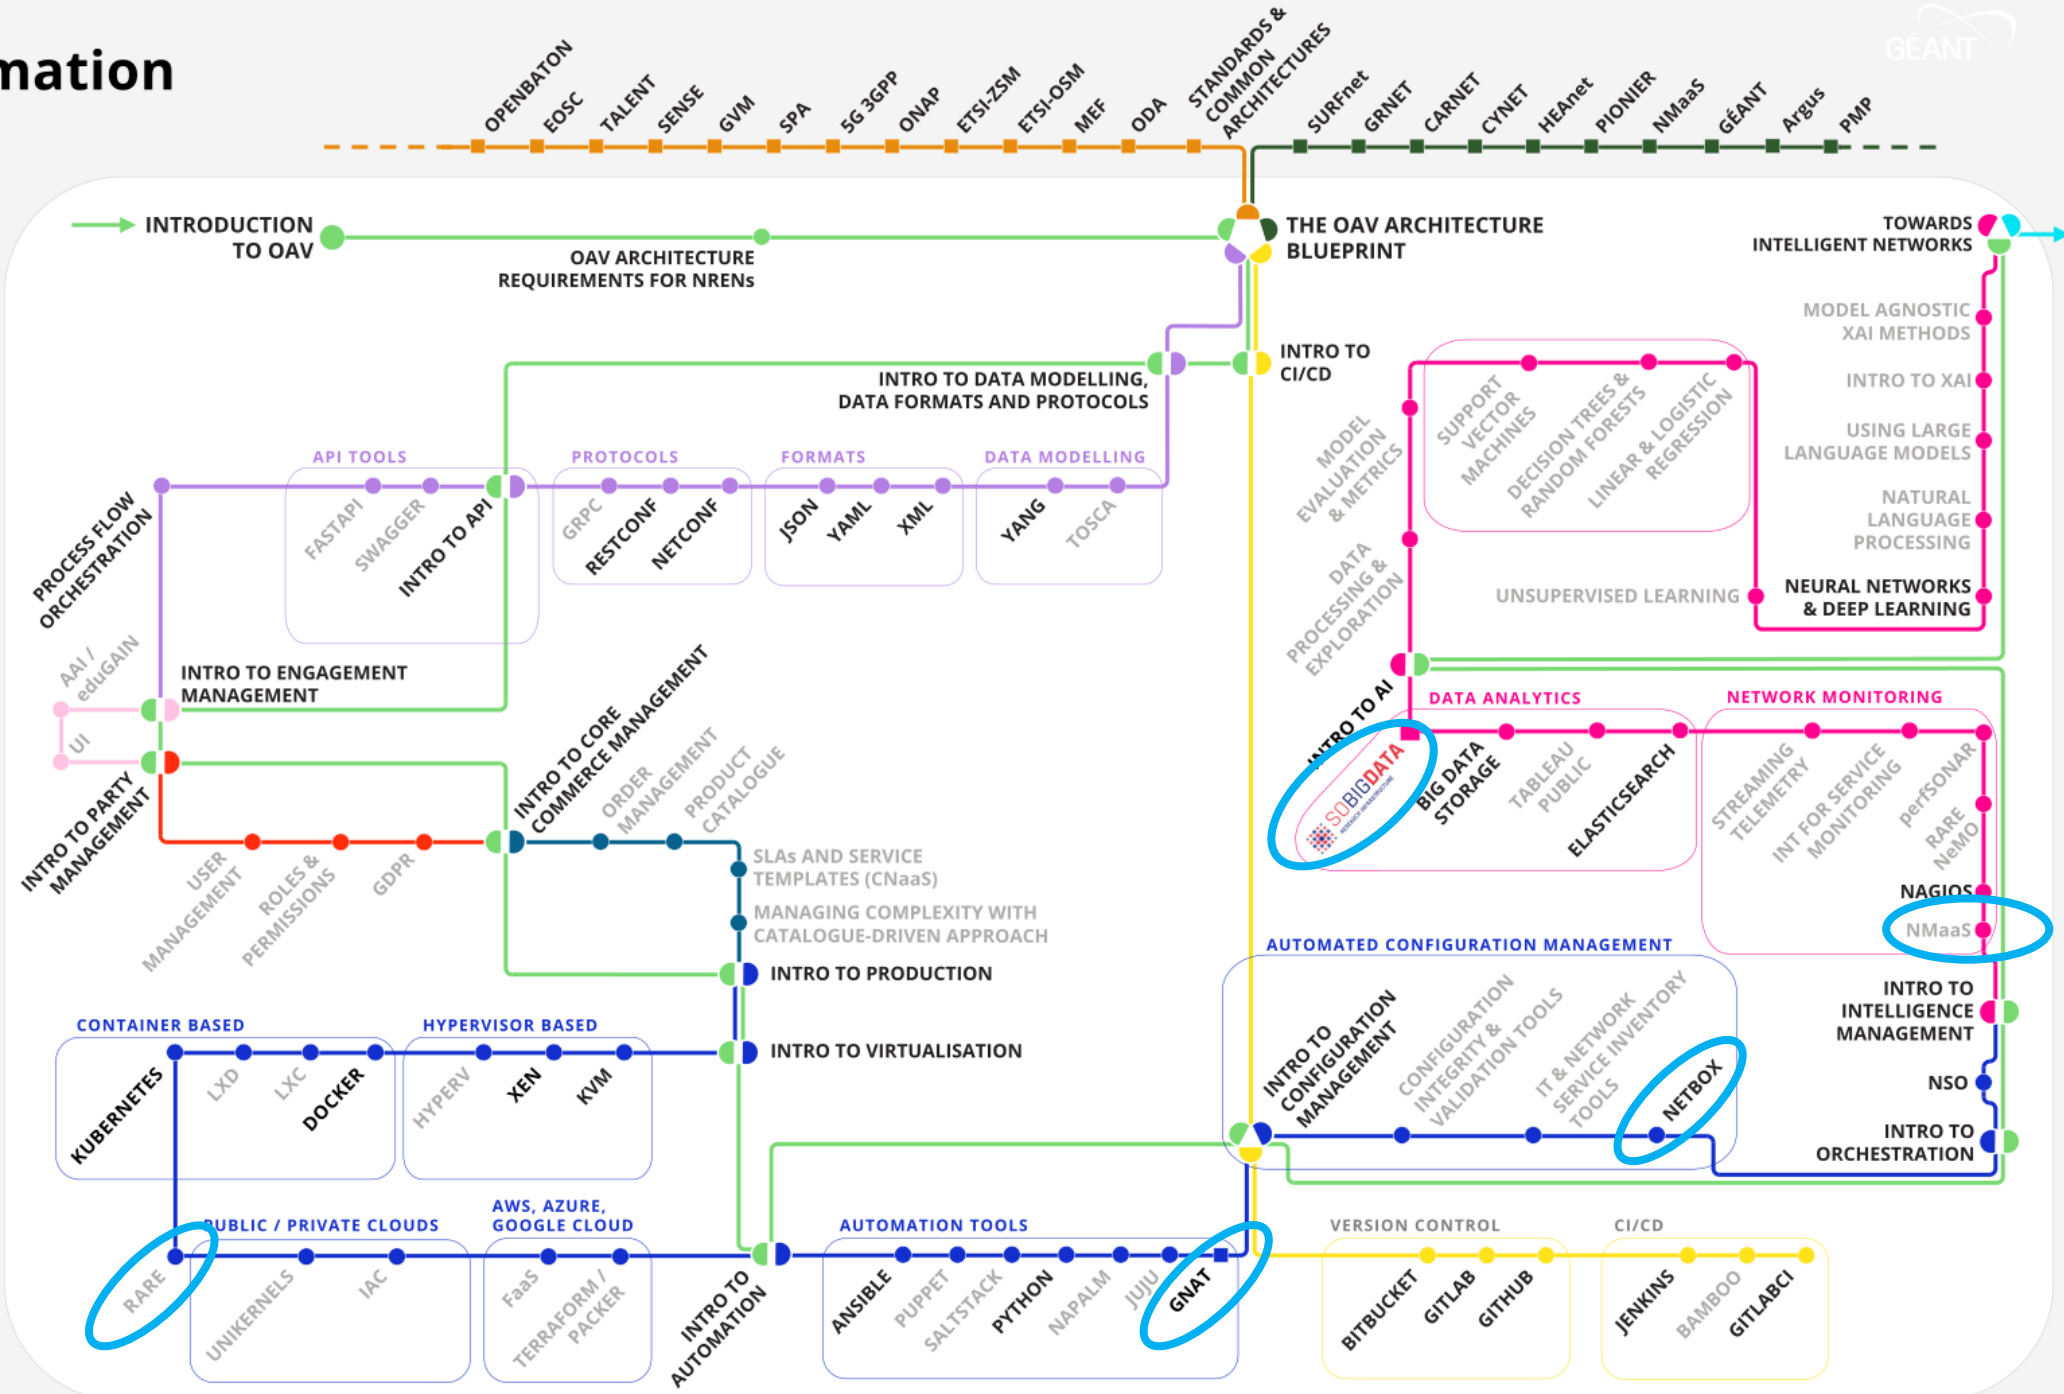 mation
GÉANT
OPENBATON
EOSC
TALENT
SENSE
GVM
SPA
5G 3GPP
ONAP
ETSI-ZSM
ETSI-OSM
MEF
ODA
STANDARDS &
COMMON
ARCHITECTURES
SURFnet
GRNET
CARNET
CYNET
HEAnet
PIONIER
NMaaS
GÉANT
Argus
PMP
INTRODUCTION
TO OAV
OAV ARCHITECTURE
REQUIREMENTS FOR NRENs
THE OAV ARCHITECTURE
BLUEPRINT
TOWARDS
INTELLIGENT NETWORKS
MODEL AGNOSTIC
XAI METHODS
INTRO TO XAI
USING LARGE
LANGUAGE MODELS
NATURAL
LANGUAGE
PROCESSING
NEURAL NETWORKS
& DEEP LEARNING
UNSUPERVISED LEARNING
INTRO TO
CI/CD
INTRO TO DATA MODELLING,
DATA FORMATS AND PROTOCOLS
SUPPORT
VECTOR
MACHINES
DECISION TREES &
RANDOM FORESTS
LINEAR & LOGISTIC
REGRESSION
MODEL
EVALUATION
& METRICS
DATA
PROCESSING &
EXPLORATION
API TOOLS
FASTAPI
SWAGGER
INTRO TO API
PROTOCOLS
GRPC
RESTCONF
NETCONF
FORMATS
JSON
YAML
XML
DATA MODELLING
YANG
TOSCA
PROCESS FLOW
ORCHESTRATION
AAI /
eduGAIN
UI
INTRO TO ENGAGEMENT
MANAGEMENT
INTRO TO PARTY
MANAGEMENT
USER
MANAGEMENT
ROLES &
PERMISSIONS
GDPR
INTRO TO CORE
COMMERCE MANAGEMENT
ORDER
MANAGEMENT
PRODUCT
CATALOGUE
SLAs AND SERVICE
TEMPLATES (CNaaS)
MANAGING COMPLEXITY WITH
CATALOGUE-DRIVEN APPROACH
INTRO TO PRODUCTION
INTRO TO VIRTUALISATION
INTRO TO AI
DATA ANALYTICS
SOBIGDATA
RESEARCH INFRASTRUCTURE
BIG DATA
STORAGE
TABLEAU
PUBLIC
ELASTICSEARCH
NETWORK MONITORING
STREAMING
TELEMETRY
INT FOR SERVICE
MONITORING
perfSONAR
RARE
NeMO
NAGIOS
NMaaS
INTRO TO
INTELLIGENCE
MANAGEMENT
NSO
INTRO TO
ORCHESTRATION
AUTOMATED CONFIGURATION MANAGEMENT
INTRO TO
CONFIGURATION
MANAGEMENT
CONFIGURATION
INTEGRITY &
VALIDATION TOOLS
IT & NETWORK
SERVICE INVENTORY
TOOLS
NETBOX
CONTAINER BASED
KUBERNETES
LXD
LXC
DOCKER
HYPERVISOR BASED
HYPERV
XEN
KVM
RARE
PUBLIC / PRIVATE CLOUDS
UNIKERNELS
IAC
AWS, AZURE,
GOOGLE CLOUD
FaaS
TERRAFORM /
PACKER
INTRO TO
AUTOMATION
AUTOMATION TOOLS
ANSIBLE
PUPPET
SALTSTACK
PYTHON
NAPALM
JUJU
GNAT
VERSION CONTROL
BITBUCKET
GITLAB
GITHUB
CI/CD
JENKINS
BAMBOO
GITLABCI